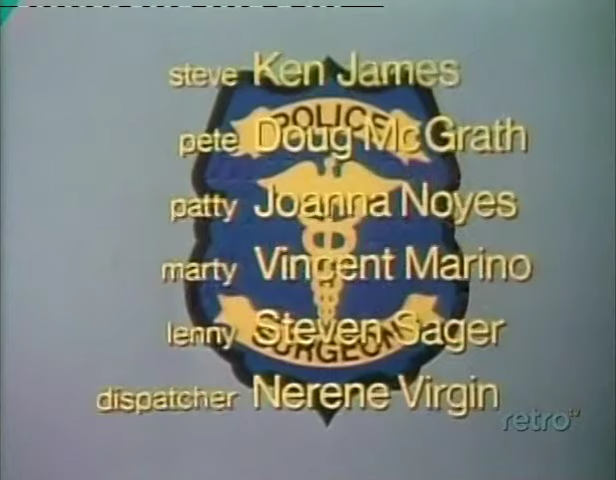 steve Ken James
POLICE
pete Doug McGrath
patty Joanna Noyes
marty Vincent Marino
lenny Steven Sager
SURGEON
dispatcher Nerene Virgin
retro tv